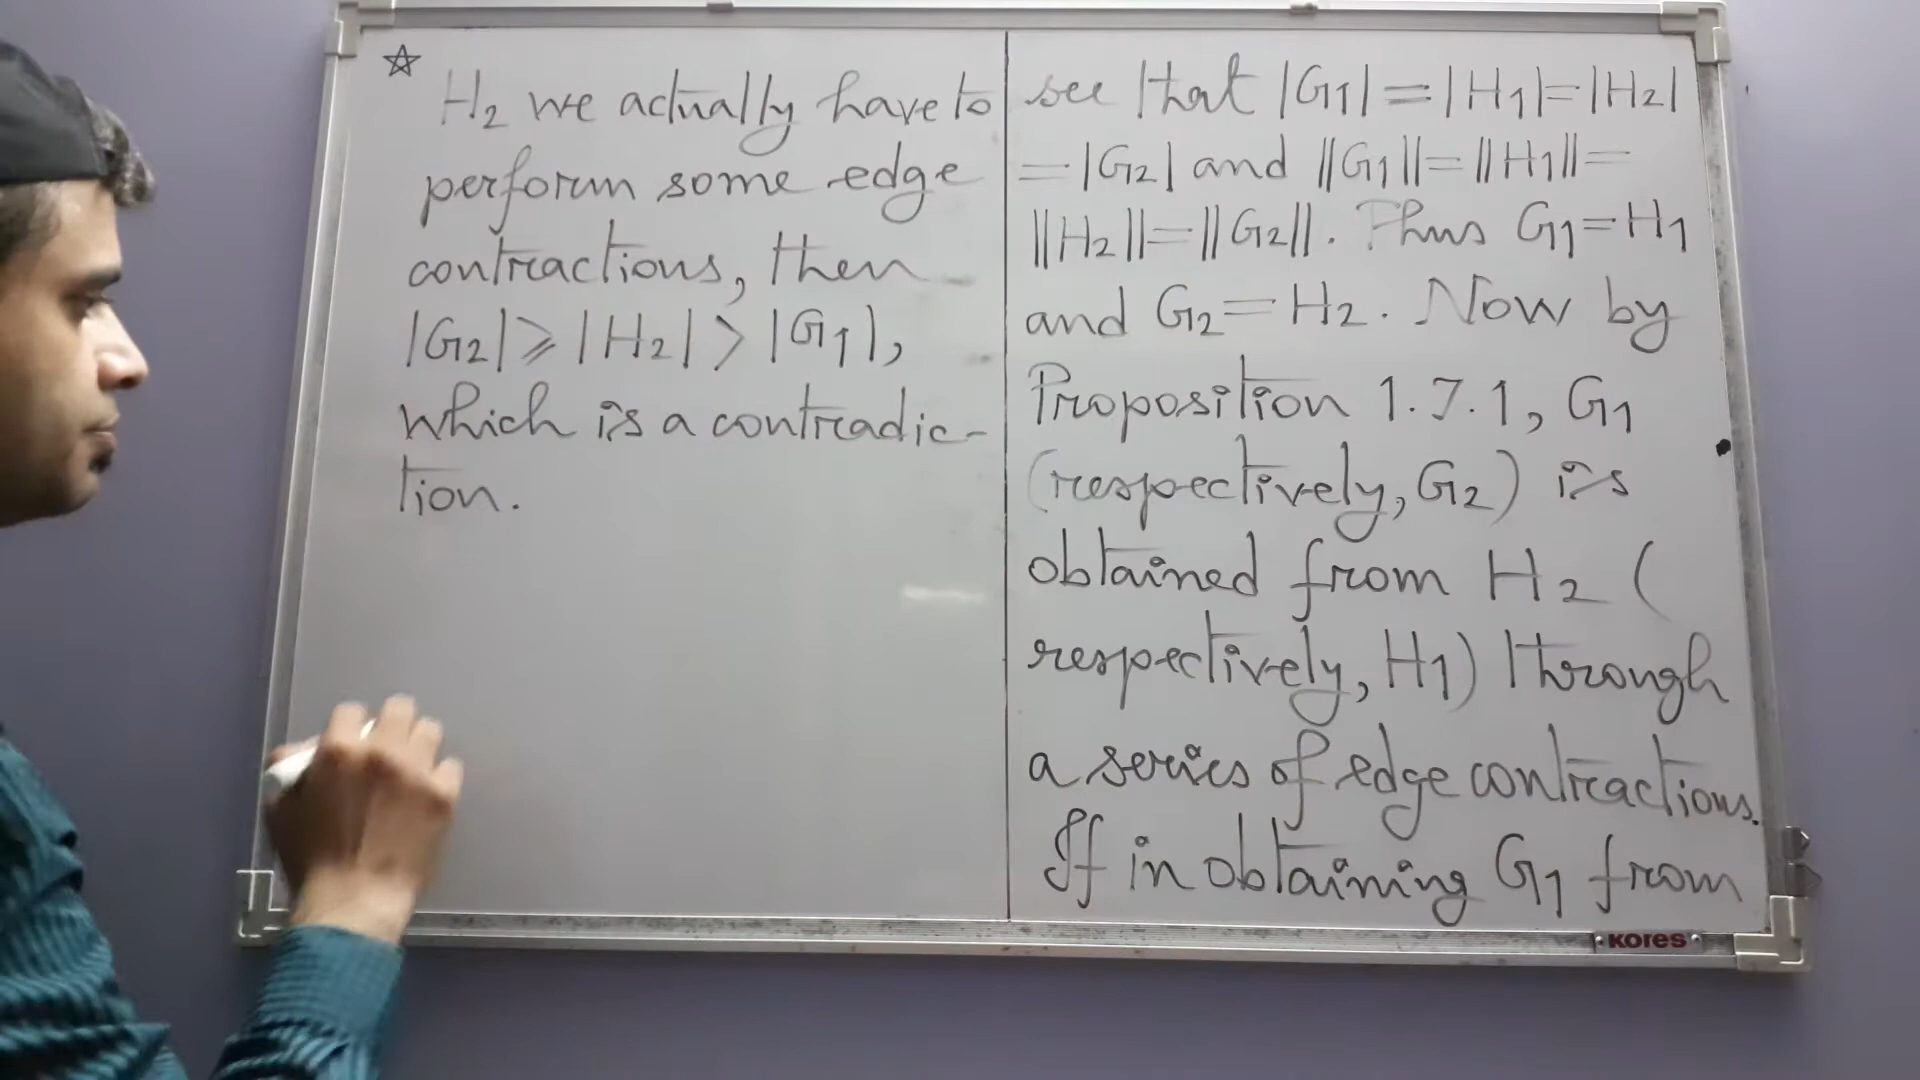 ☆
H₂ we actually have to
perform some edge
contractions, then
|G₂| ⩾ |H₂| > |G₁|,
which is a contradic-
tion.
see that |G₁| = |H₁| = |H₂|
= |G₂| and ||G₁|| = ||H₁|| =
||H₂|| = ||G₂||. Thus G₁ = H₁
and G₂ = H₂. Now by
Proposition 1.7.1, G₁
(respectively, G₂) is
obtained from H₂ (
respectively, H₁) through
a series of edge contractions.
If in obtaining G₁ from
KORES